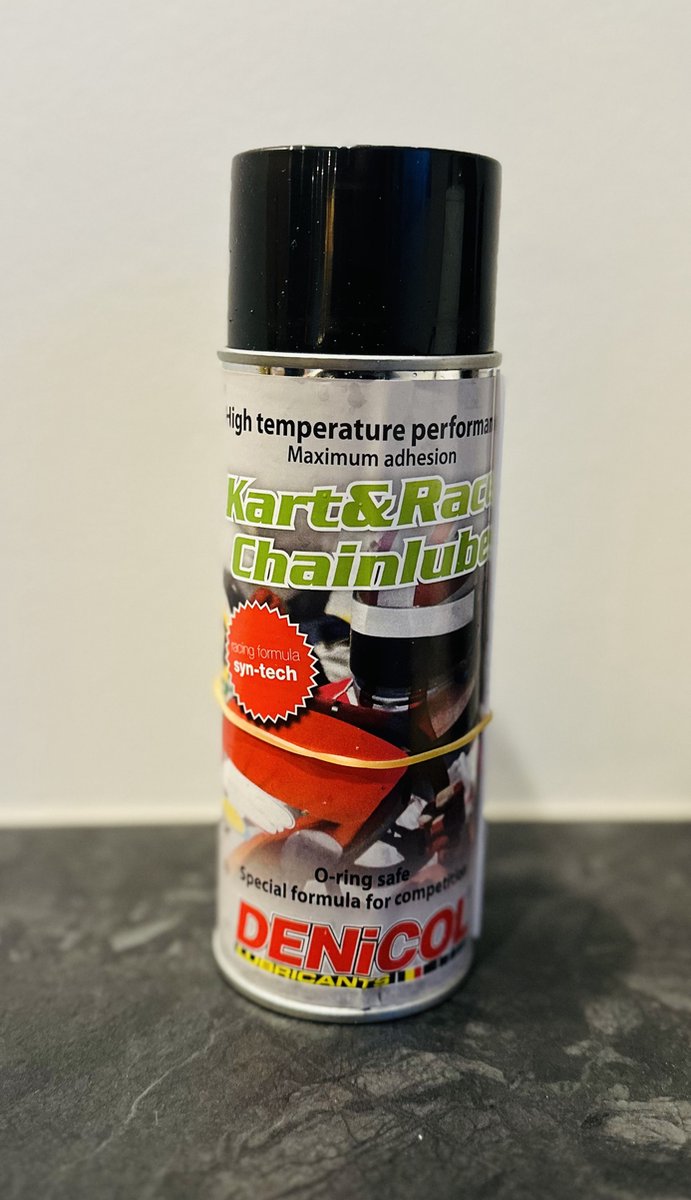 High temperature performan
Maximum adhesion
Kart&Race
Chainlube
racing formula
syn-tech
O-ring safe
Special formula for competition
DENiCOL
LUBRICANTS